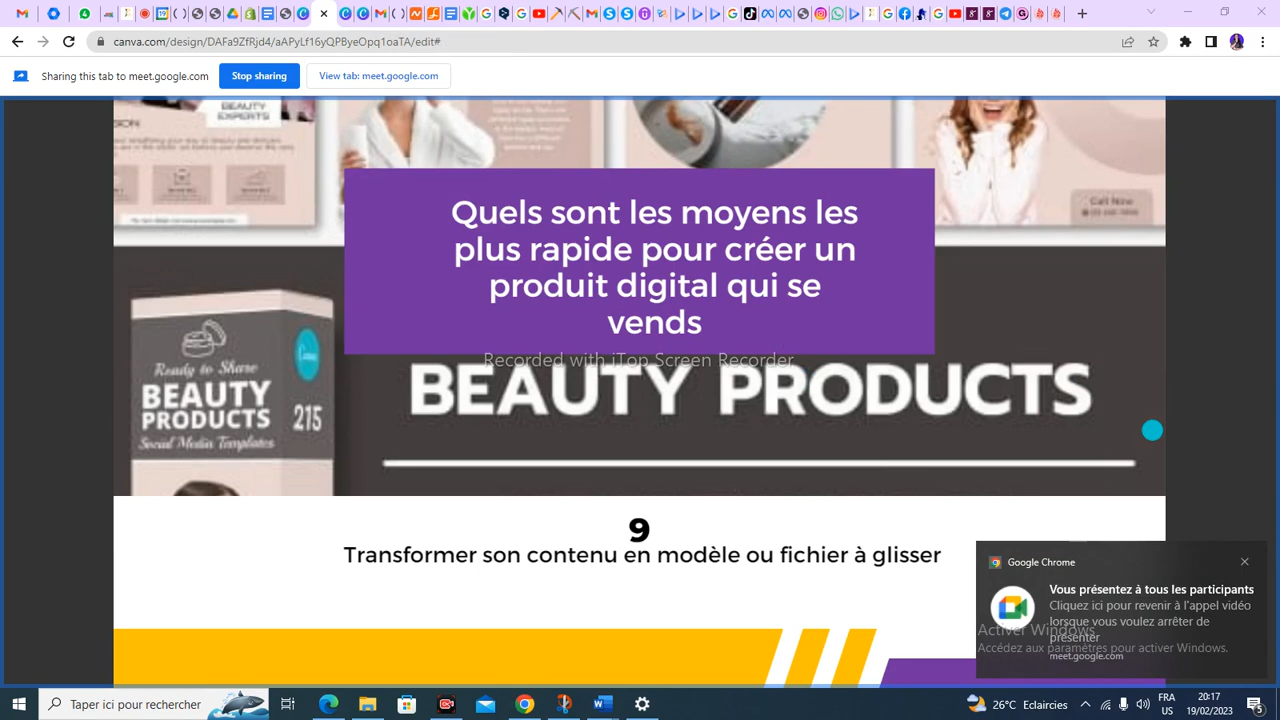 canva.com/design/DAFa9ZfRjd4/aAPyLf16yQPByeOpq1oaTA/edit#
Sharing this tab to meet.google.com
Stop sharing
View tab: meet.google.com
BEAUTY
EXPERTS
Call Now
Quels sont les moyens les
plus rapide pour créer un
produit digital qui se
vends
Recorded with iTop Screen Recorder
Ready to Share
BEAUTY
PRODUCTS
215
Social Media Templates
BEAUTY PRODUCTS
9
Transformer son contenu en modèle ou fichier à glisser
Google Chrome
Vous présentez à tous les participants
Cliquez ici pour revenir à l'appel vidéo
lorsque vous voulez arrêter de
présenter
meet.google.com
Activer Windows
Accédez aux paramètres pour activer Windows.
Taper ici pour rechercher
26°C Eclaircies
FRA
US
20:17
19/02/2023
5